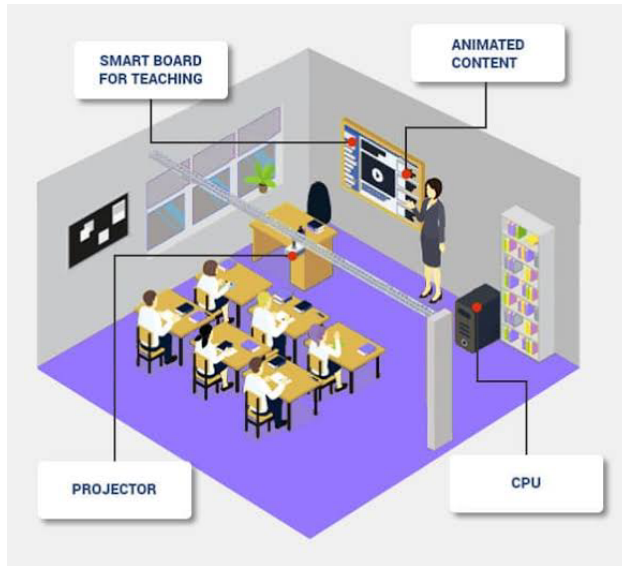 SMART BOARD
FOR TEACHING
ANIMATED
CONTENT
PROJECTOR
CPU